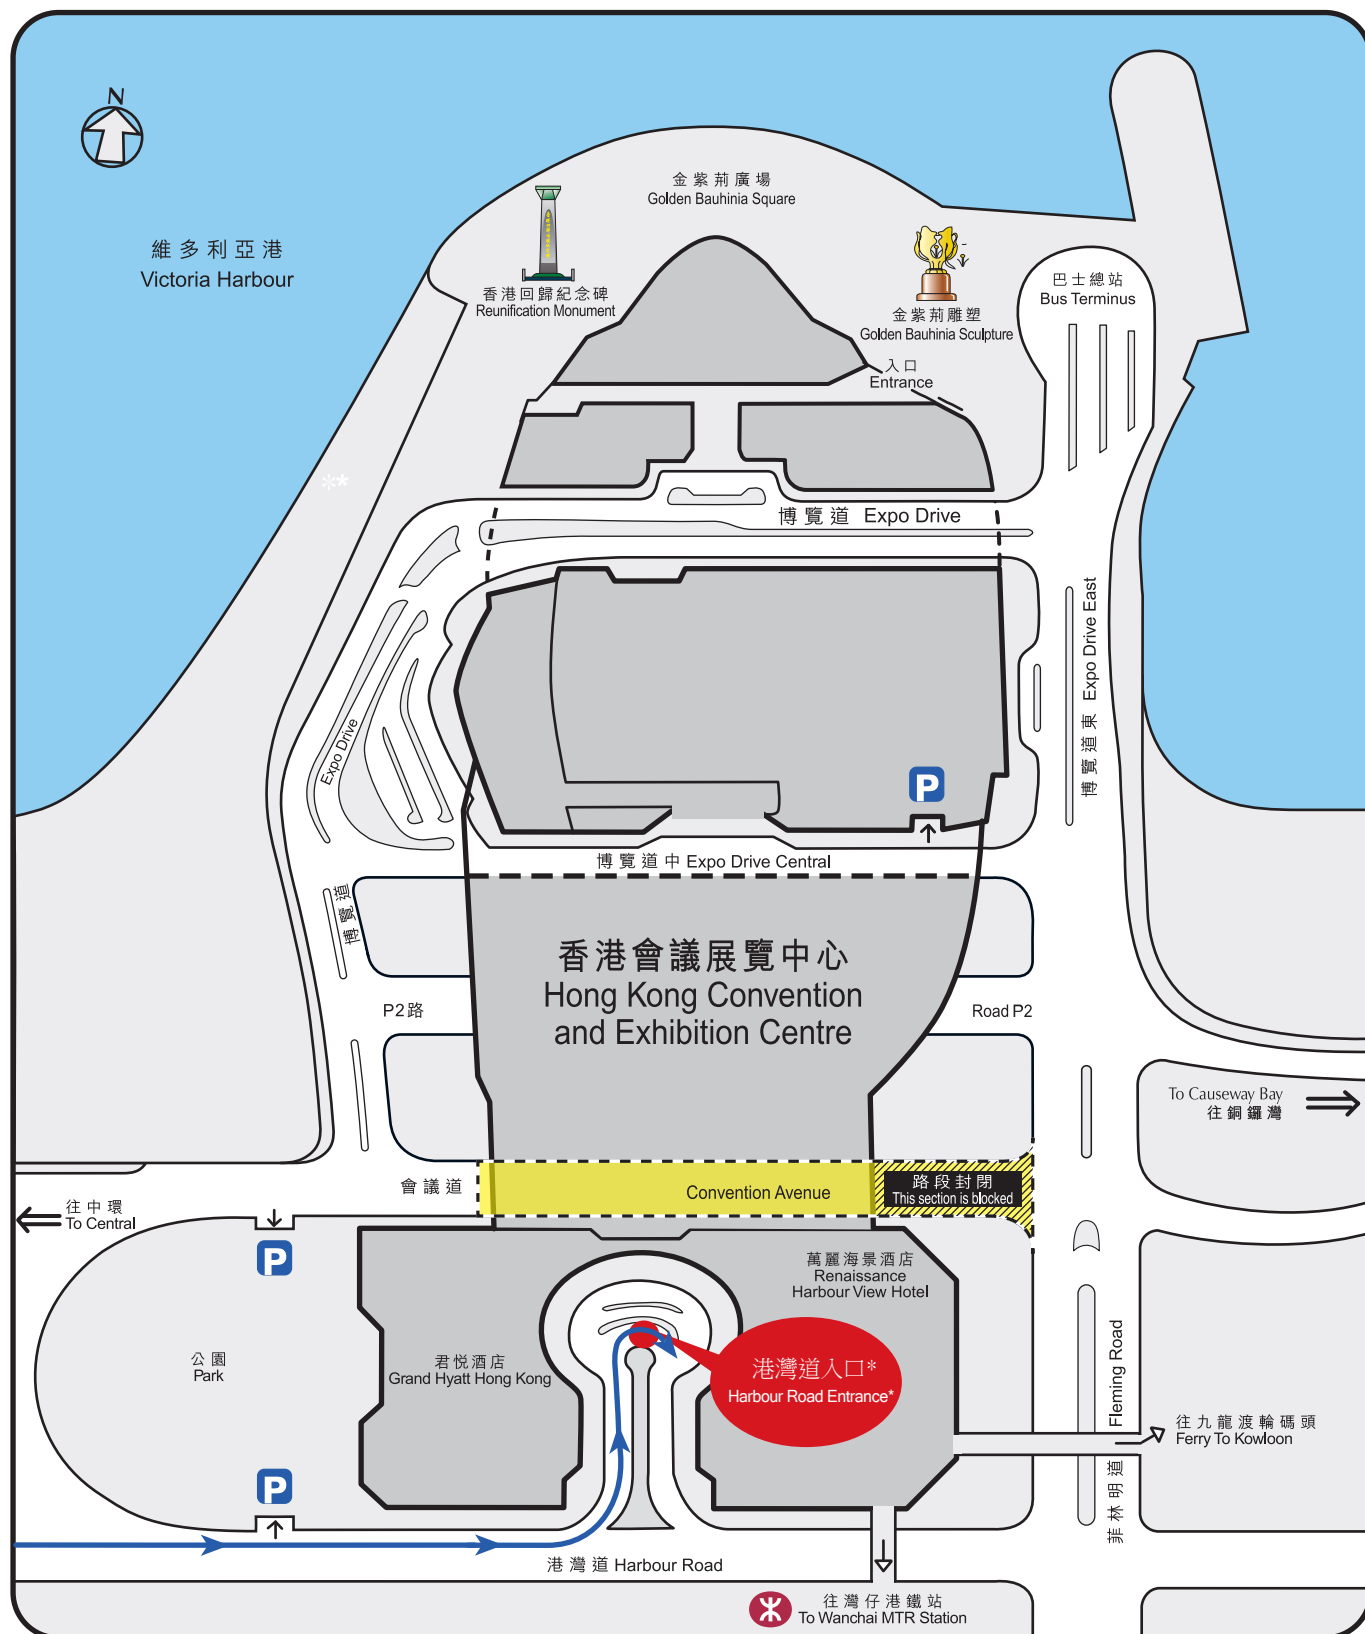 N
金紫荊廣場
Golden Bauhinia Square
維多利亞港
Victoria Harbour
香港回歸紀念碑
Reunification Monument
金紫荊雕塑
Golden Bauhinia Sculpture
巴士總站
Bus Terminus
入口
Entrance
**
博覽道 Expo Drive
博覽道東 Expo Drive East
Expo Drive
P
博覽道中 Expo Drive Central
博覽道
香港會議展覽中心
Hong Kong Convention
and Exhibition Centre
P2路
Road P2
To Causeway Bay
往銅鑼灣
會議道
Convention Avenue
路段封閉
This section is blocked
往中環
To Central
P
萬麗海景酒店
Renaissance
Harbour View Hotel
公園
Park
君悅酒店
Grand Hyatt Hong Kong
港灣道入口*
Harbour Road Entrance*
菲林明道 Fleming Road
往九龍渡輪碼頭
Ferry To Kowloon
P
港灣道 Harbour Road
往灣仔港鐵站
To Wanchai MTR Station